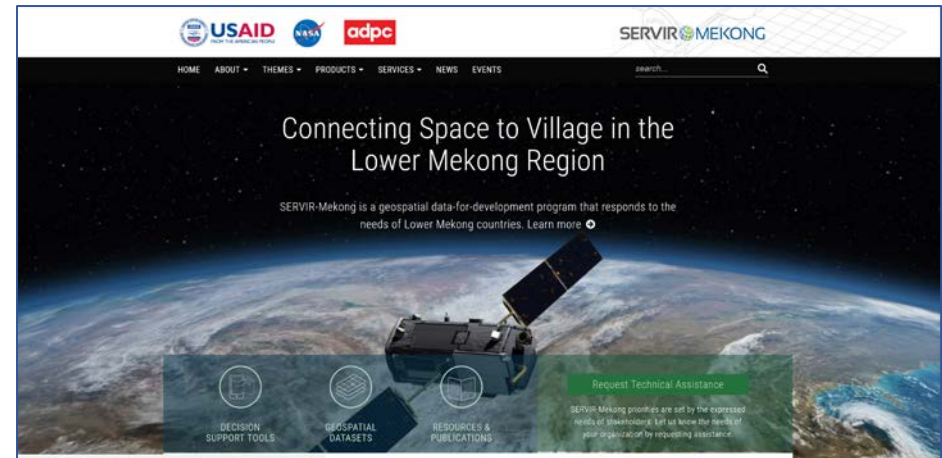 USAID
FROM THE AMERICAN PEOPLE
NASA
adpc
SERVIR MEKONG
HOME ABOUT THEMES PRODUCTS SERVICES NEWS EVENTS
search...
Connecting Space to Village in the
Lower Mekong Region
SERVIR-Mekong is a geospatial data-for-development program that responds to the
needs of Lower Mekong countries. Learn more
DECISION
SUPPORT TOOLS
GEOSPATIAL
DATASETS
RESOURCES &
PUBLICATIONS
Request Technical Assistance
SERVIR-Mekong priorities are set by the expressed
needs of stakeholders. Let us know the needs of
your organization by requesting assistance.